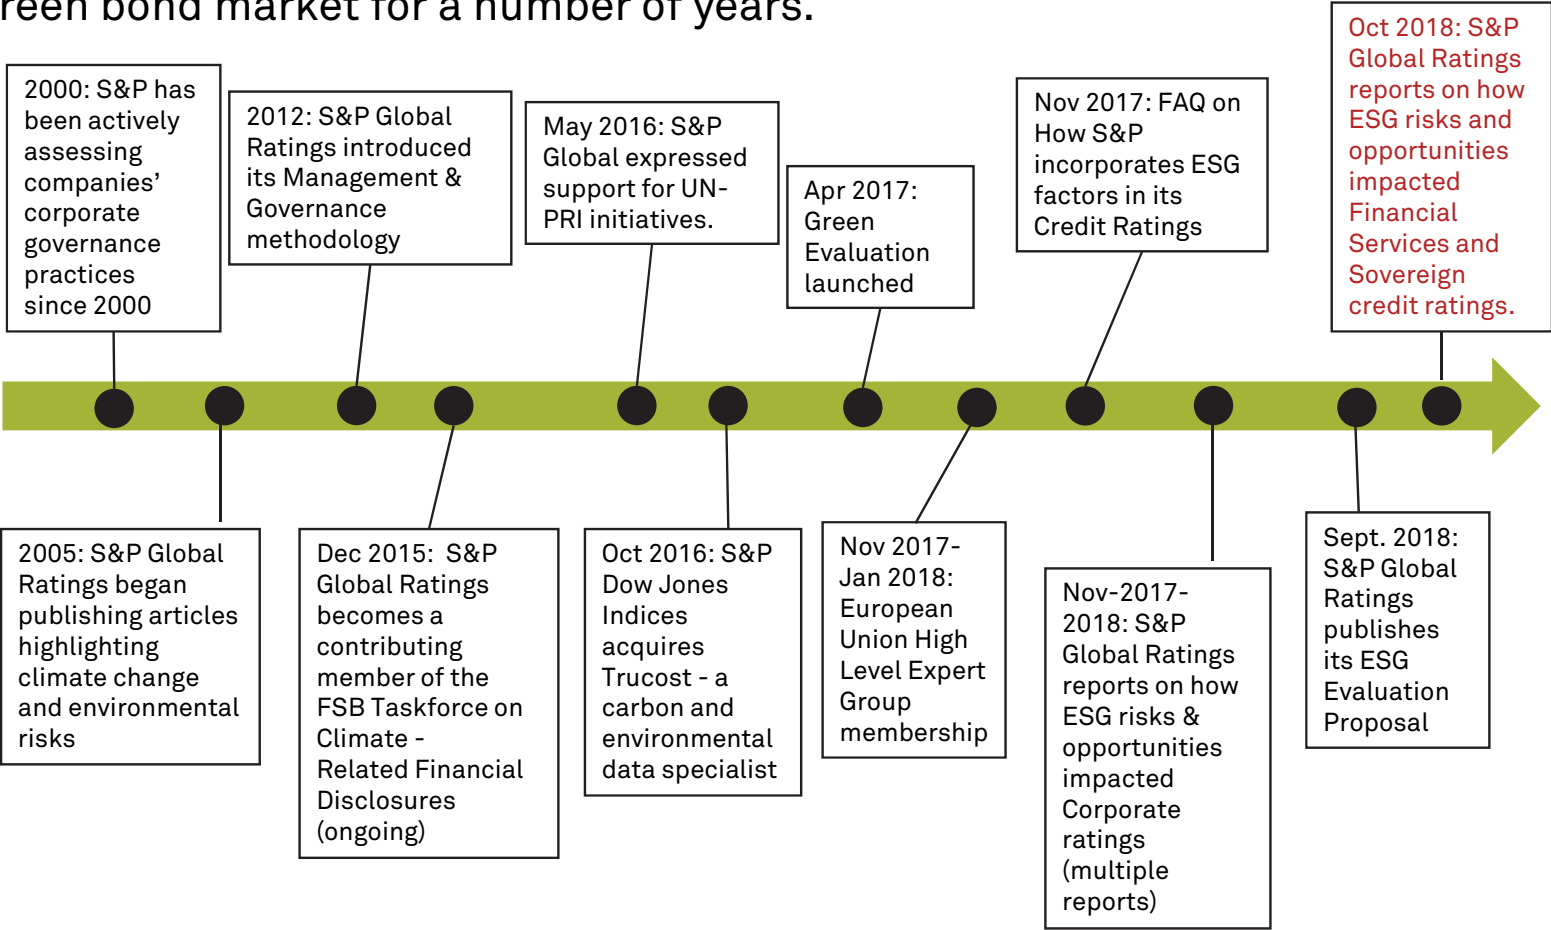 reen bond market for a number of years.
2000: S&P has
been actively
assessing
companies’
corporate
governance
practices
since 2000
2012: S&P Global
Ratings introduced
its Management &
Governance
methodology
May 2016: S&P
Global expressed
support for UN-
PRI initiatives.
Apr 2017:
Green
Evaluation
launched
Nov 2017: FAQ on
How S&P
incorporates ESG
factors in its
Credit Ratings
Oct 2018: S&P
Global Ratings
reports on how
ESG risks and
opportunities
impacted
Financial
Services and
Sovereign
credit ratings.
2005: S&P Global
Ratings began
publishing articles
highlighting
climate change
and environmental
risks
Dec 2015:  S&P
Global Ratings
becomes a
contributing
member of the
FSB Taskforce on
Climate -
Related Financial
Disclosures
(ongoing)
Oct 2016: S&P
Dow Jones
Indices
acquires
Trucost - a
carbon and
environmental
data specialist
Nov 2017-
Jan 2018:
European
Union High
Level Expert
Group
membership
Nov-2017-
2018: S&P
Global Ratings
reports on how
ESG risks &
opportunities
impacted
Corporate
ratings
(multiple
reports)
Sept. 2018:
S&P Global
Ratings
publishes
its ESG
Evaluation
Proposal